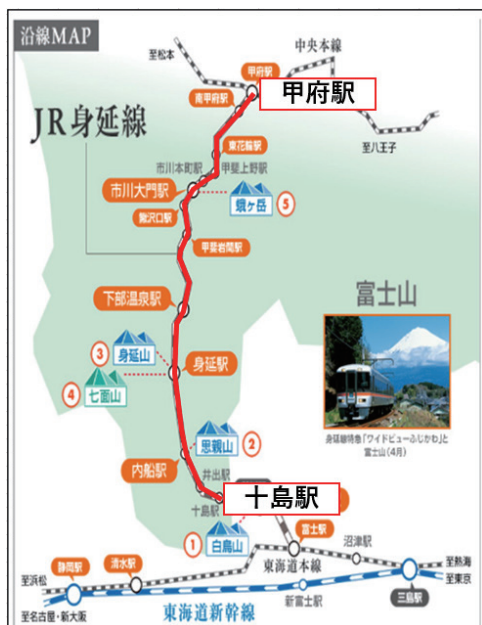 沿線MAP
至松本
中央本線
甲府駅
甲府駅
南甲府駅
JR身延線
至八王子
東花輪駅
市川本町駅
甲斐上野駅
市川大門駅
蛾ヶ岳
⑤
鰍沢口駅
甲斐岩間駅
富士山
下部温泉駅
③
身延山
身延駅
④
七面山
身延線特急「ワイドビューふじかわ」と
富士山(4月)
思親山
②
内船駅
井出駅
十島駅
十島駅
①
白鳥山
富士駅
東海道本線
沼津駅
至熱海
至浜松
静岡駅
清水駅
至東京
三島駅
新富士駅
東海道新幹線
至名古屋・新大阪